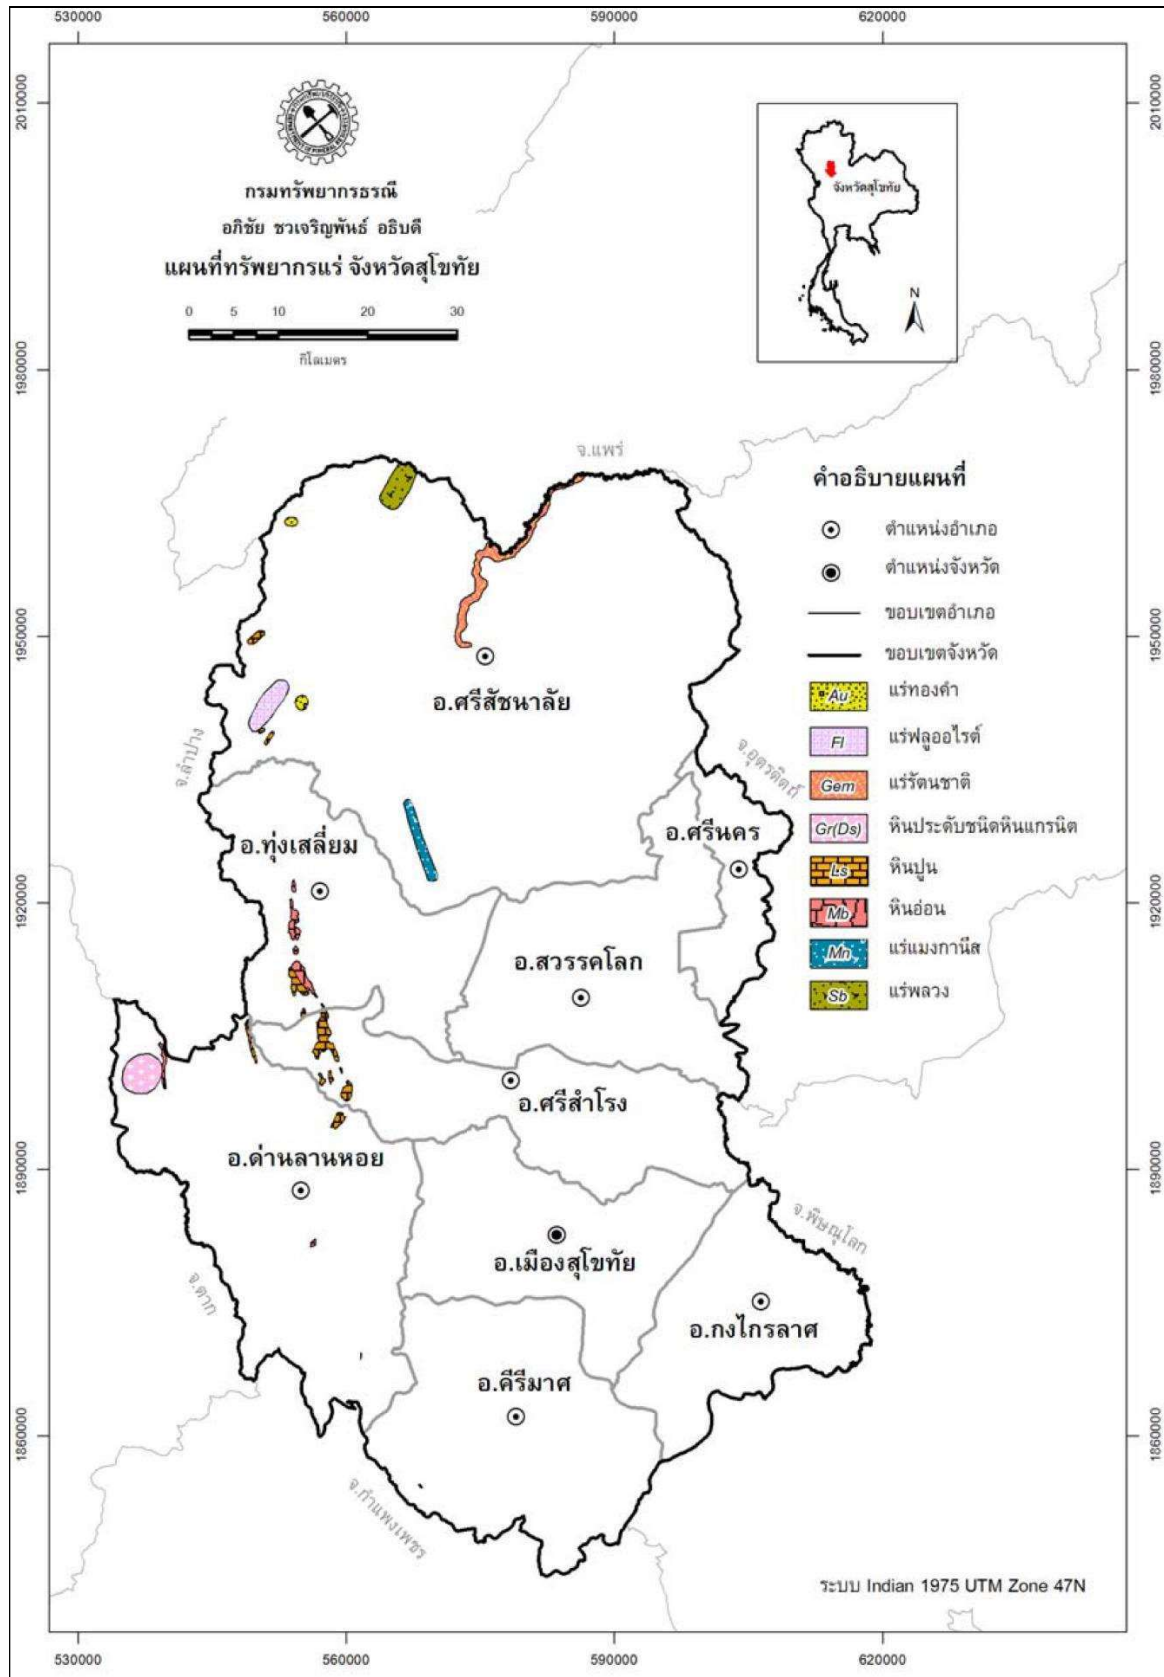 530000 560000 590000 620000
2010000 2010000
กรมทรัพยากรธรณี
อภิชัย ชวเจริญพันธ์ อธิบดี
แผนที่ทรัพยากรแร่ จังหวัดสุโขทัย
0 5 10 20 30
กิโลเมตร
จังหวัดสุโขทัย
N
1980000 1980000
จ.แพร่
คำอธิบายแผนที่
ตำแหน่งอำเภอ
ตำแหน่งจังหวัด
ขอบเขตอำเภอ
ขอบเขตจังหวัด
Au แร่ทองคำ
Fl แร่ฟลูออไรต์
Gem แร่รัตนชาติ
Gr(Ds) หินประดับชนิดหินแกรนิต
Ls หินปูน
Mb หินอ่อน
Mn แร่แมงกานีส
Sb แร่พลวง
1950000 1950000
อ.ศรีสัชนาลัย
จ.ลำปาง
จ.อุตรดิตถ์
อ.ศรีนคร
อ.ทุ่งเสลี่ยม
1920000 1920000
อ.สวรรคโลก
อ.ศรีสำโรง
อ.ด่านลานหอย
1890000 1890000
จ.พิษณุโลก
อ.เมืองสุโขทัย
จ.ตาก
อ.กงไกรลาศ
อ.คีรีมาศ
1860000 1860000
จ.กำแพงเพชร
ระบบ Indian 1975 UTM Zone 47N
530000 560000 590000 620000